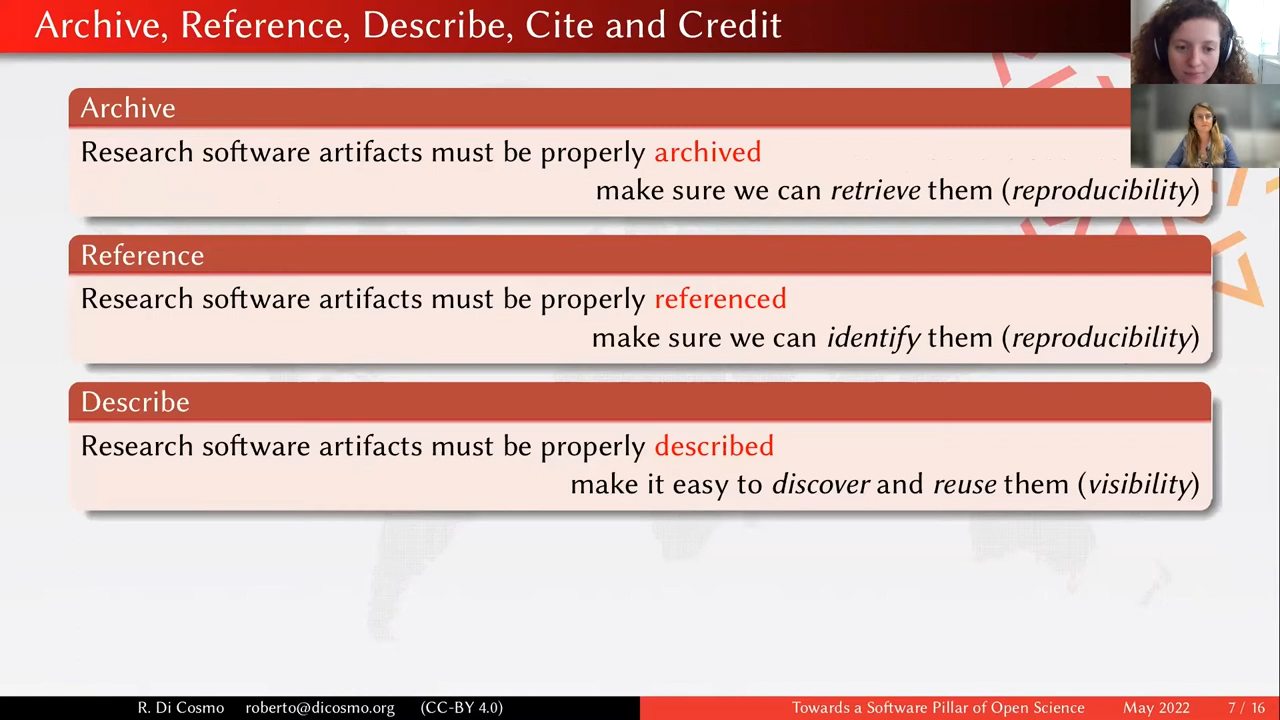 Archive, Reference, Describe, Cite and Credit
Archive
Research software artifacts must be properly archived
make sure we can retrieve them (reproducibility)
Reference
Research software artifacts must be properly referenced
make sure we can identify them (reproducibility)
Describe
Research software artifacts must be properly described
make it easy to discover and reuse them (visibility)
R. Di Cosmo roberto@dicosmo.org (CC-BY 4.0) Towards a Software Pillar of Open Science May 2022 7 / 16